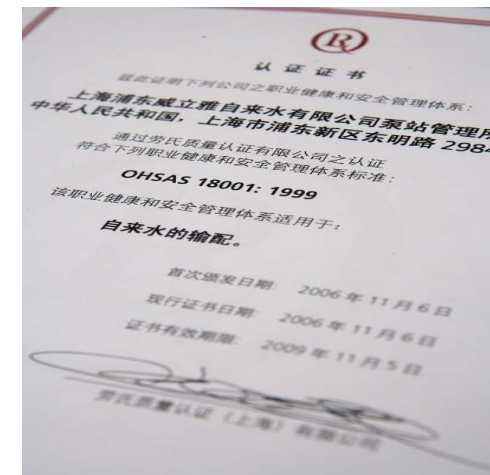 R
认证证书
兹此证明下列公司之职业健康和安全管理体系:
上海浦东威立雅自来水有限公司泵站管理所
中华人民共和国,上海市浦东新区东明路 2984
通过劳氏质量认证有限公司之认证
符合下列职业健康和安全管理体系标准:
OHSAS 18001: 1999
该职业健康和安全管理体系适用于:
自来水的输配。
首次颁发日期: 2006 年 11 月 6 日
现行证书日期: 2006 年 11 月 6 日
证书有效期限: 2009 年 11 月 5 日
劳氏质量认证(上海)有限公司